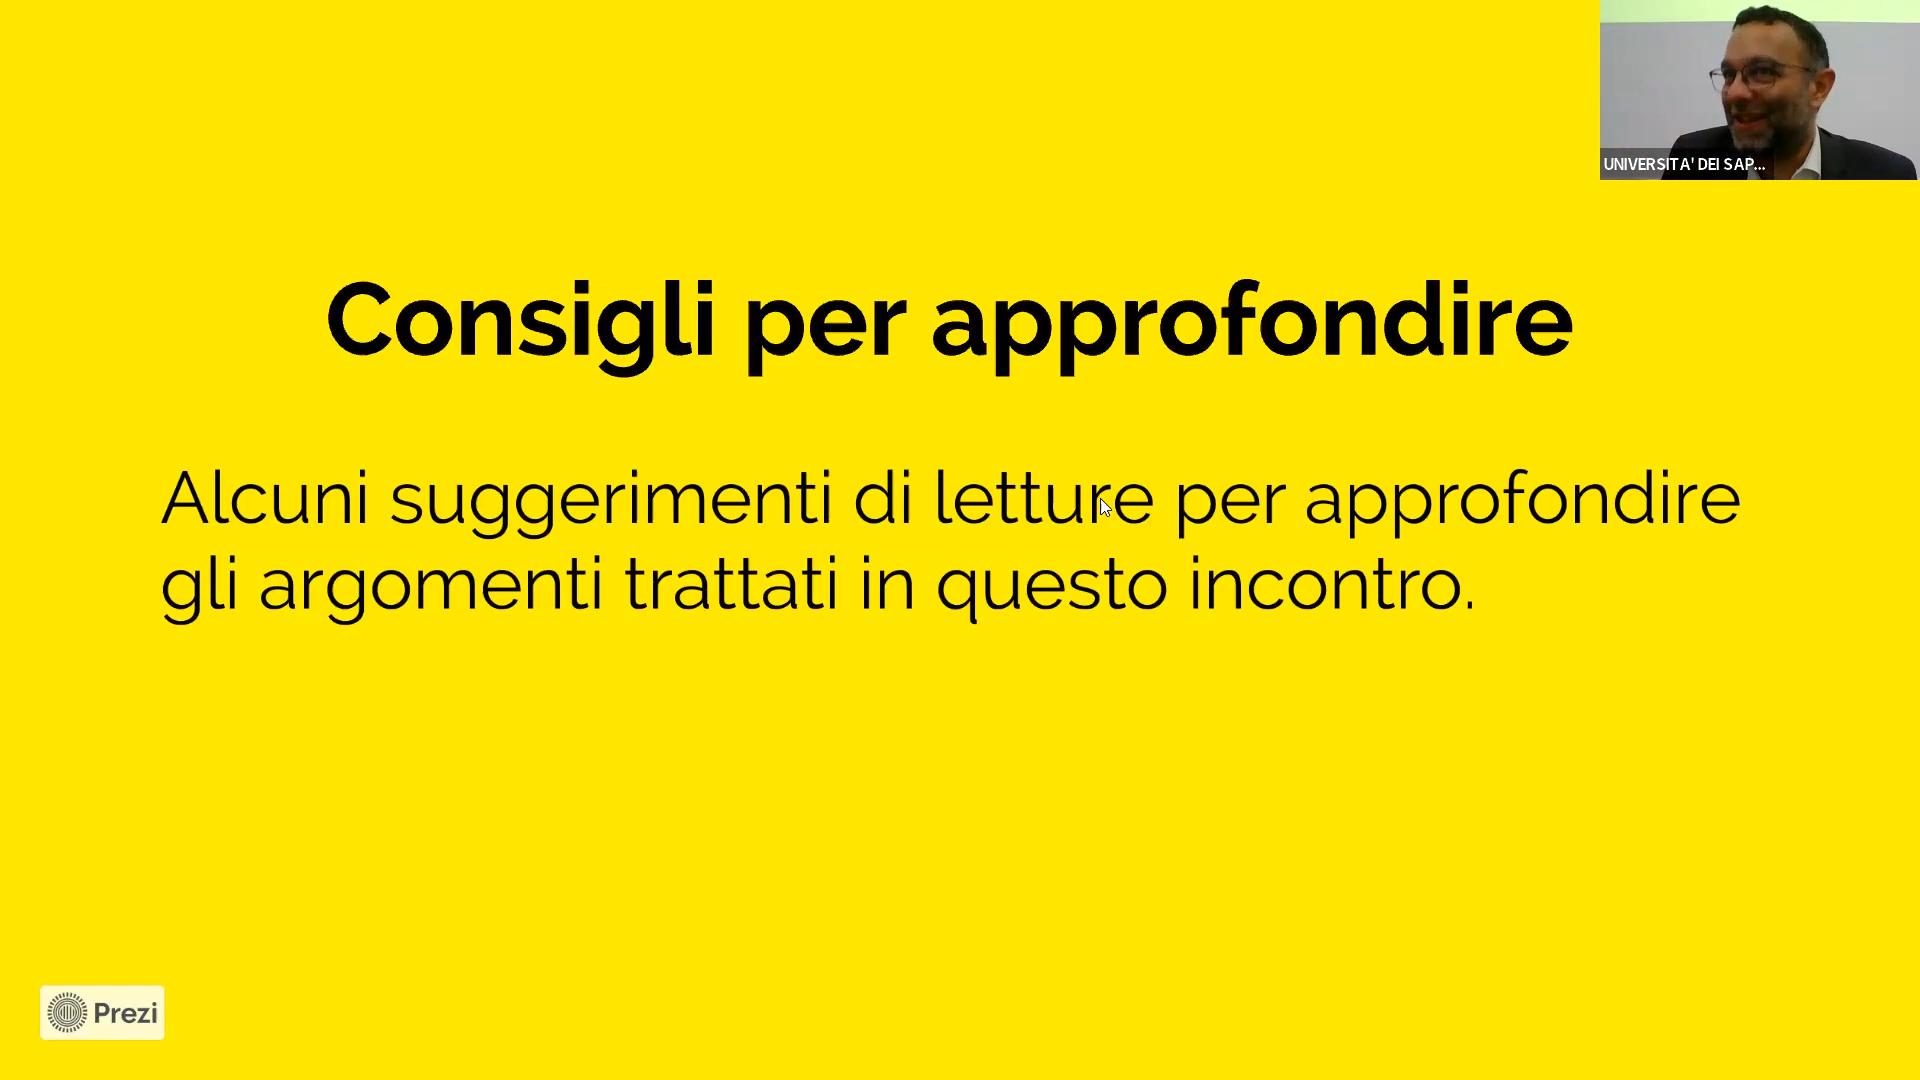 UNIVERSITA' DEI SAP...
Consigli per approfondire
Alcuni suggerimenti di letture per approfondire
gli argomenti trattati in questo incontro.
Prezi